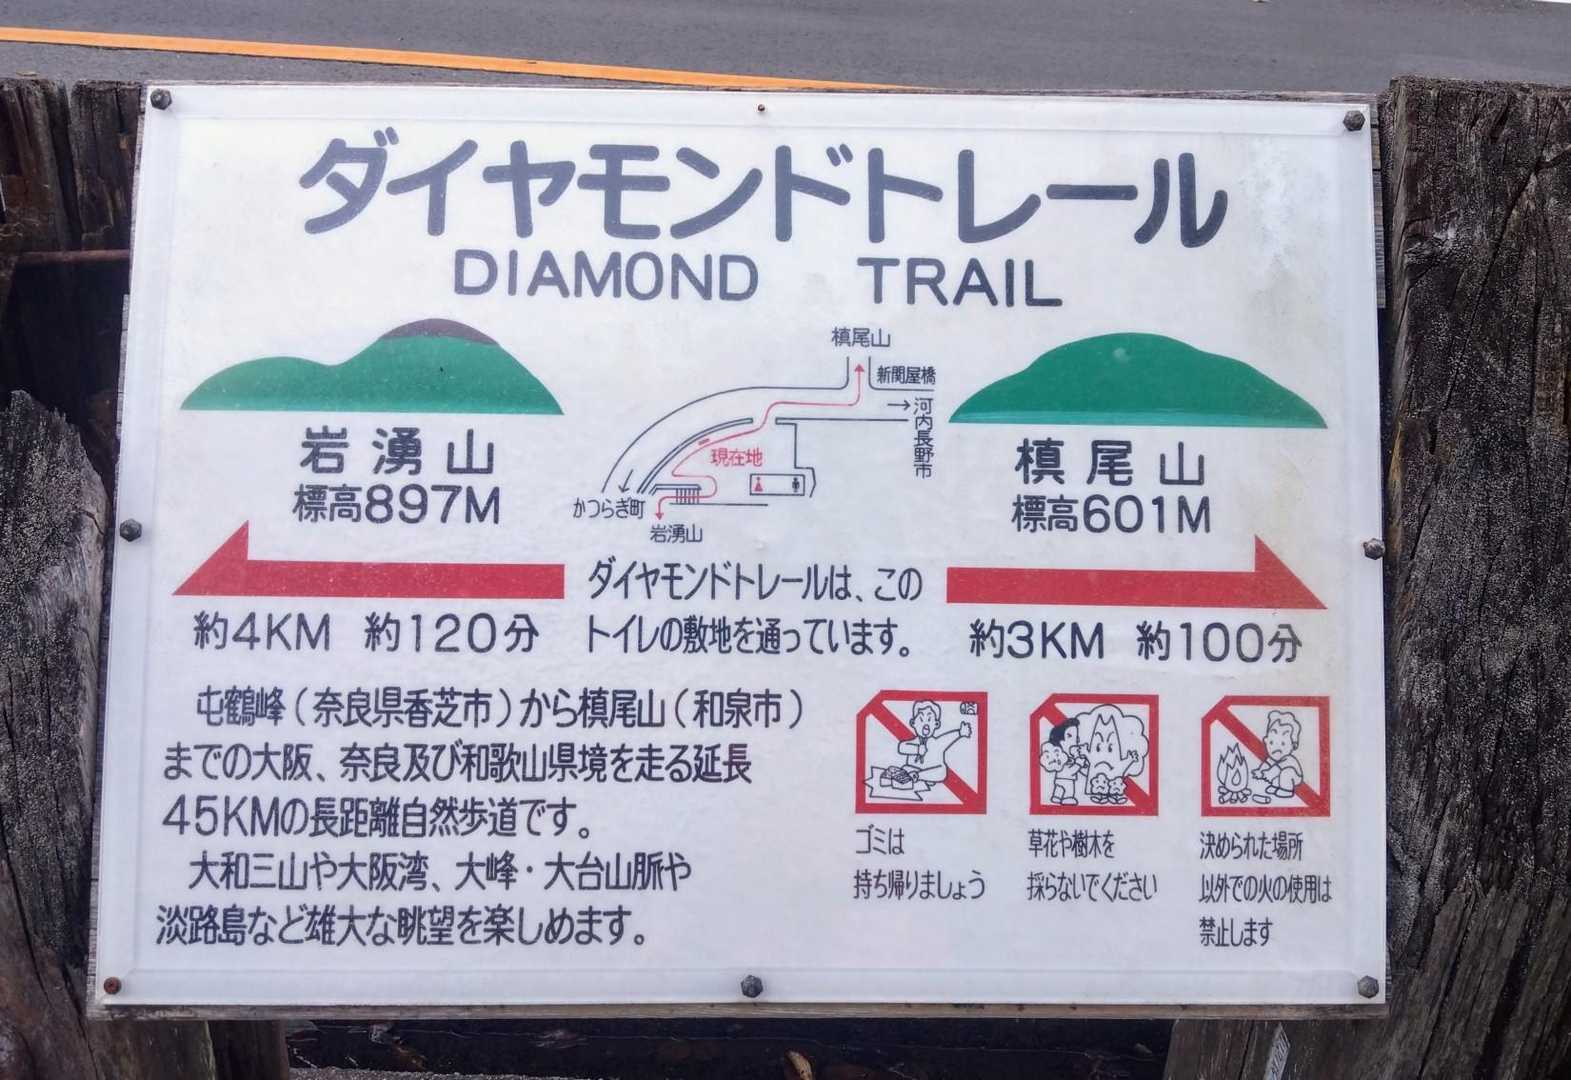 ダイヤモンドトレール
DIAMOND TRAIL
槙尾山
新関屋橋
→河内長野市
現在地
かつらぎ町
岩湧山
岩湧山
標高897M
槙尾山
標高601M
約4KM 約120分
ダイヤモンドトレールは、この
トイレの敷地を通っています。
約3KM 約100分
屯鶴峰(奈良県香芝市)から槙尾山(和泉市)
までの大阪、奈良及び和歌山県境を走る延長
45KMの長距離自然歩道です。
大和三山や大阪湾、大峰・大台山脈や
淡路島など雄大な眺望を楽しめます。
ゴミは
持ち帰りましょう
草花や樹木を
採らないでください
決められた場所
以外での火の使用は
禁止します